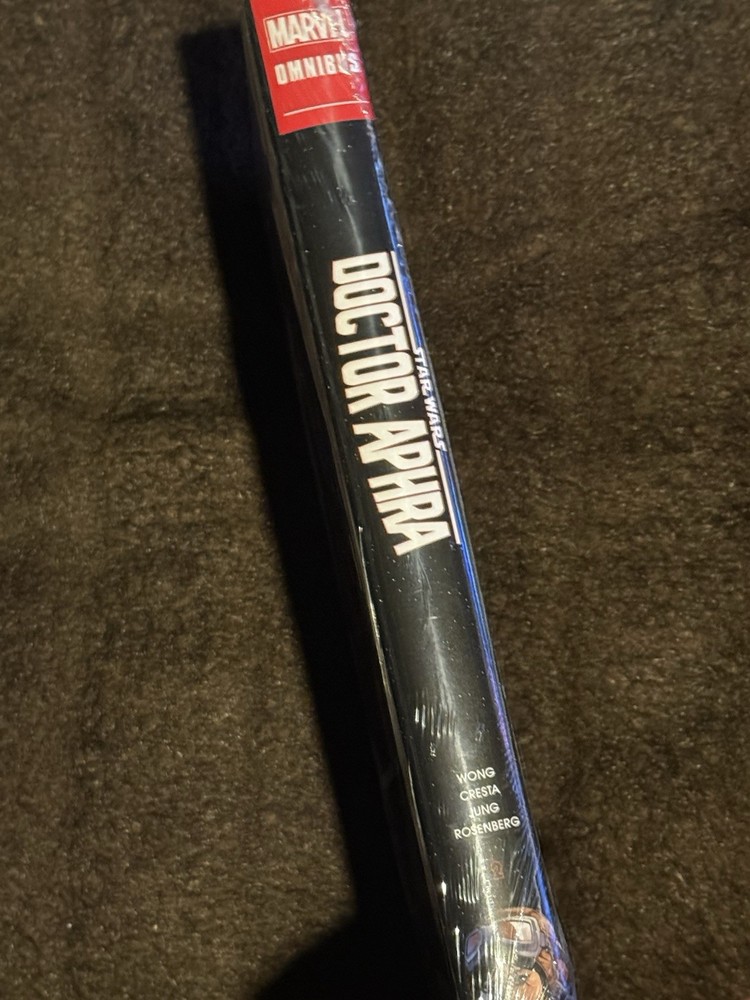 MARVEL
OMNIBUS
STAR WARS
DOCTOR APHRA
WONG
CRESTA
JUNG
ROSENBERG